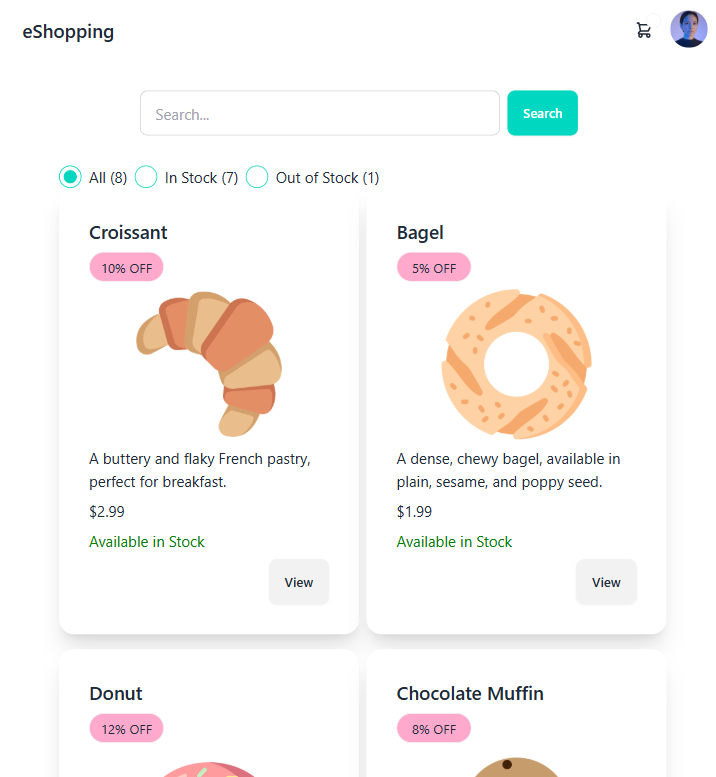 eShopping
Search...
Search
All (8) In Stock (7) Out of Stock (1)
Croissant
10% OFF
A buttery and flaky French pastry,
perfect for breakfast.
$2.99
Available in Stock
View
Bagel
5% OFF
A dense, chewy bagel, available in
plain, sesame, and poppy seed.
$1.99
Available in Stock
View
Donut
12% OFF
Chocolate Muffin
8% OFF